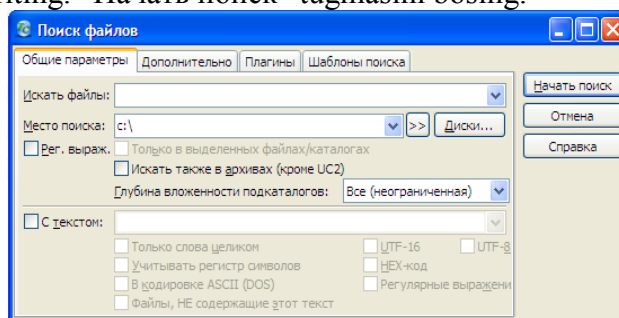 "Начать поиск" tugmasini bosing.
Поиск файлов
Общие параметры Дополнительно Плагины Шаблоны поиска
Искать файлы:
Начать поиск
Место поиска: c:\ >> Диски...
Отмена
Рег. выраж. Только в выделенных файлах/каталогах
Справка
Искать также в архивах (кроме UC2)
Глубина вложенности подкаталогов: Все (неограниченная)
С текстом:
Только слова целиком UTF-16 UTF-8
Учитывать регистр символов HEX-код
В кодировке ASCII (DOS) Регулярные выражени
Файлы, НЕ содержащие этот текст